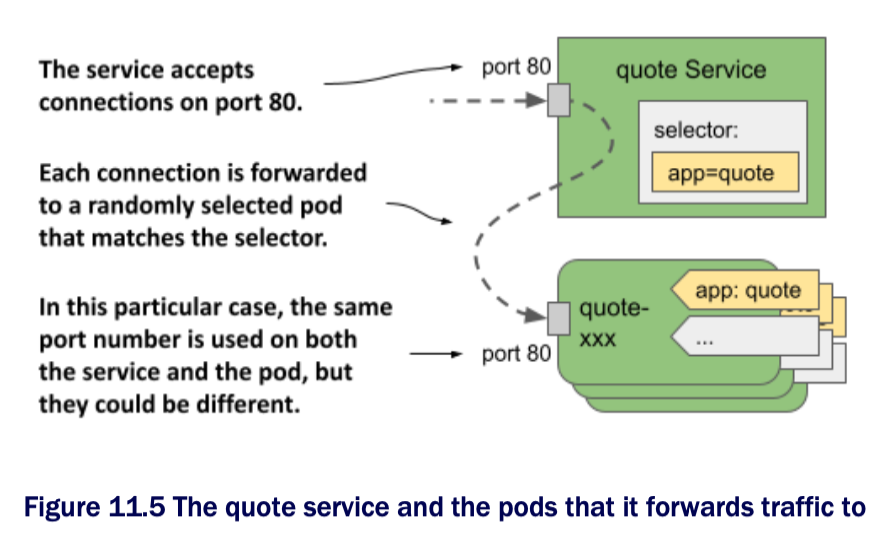 The service accepts
connections on port 80.
port 80
quote Service
selector:
app=quote
Each connection is forwarded
to a randomly selected pod
that matches the selector.
In this particular case, the same
port number is used on both
the service and the pod, but
they could be different.
app: quote
quote-
xxx
...
port 80
Figure 11.5 The quote service and the pods that it forwards traffic to